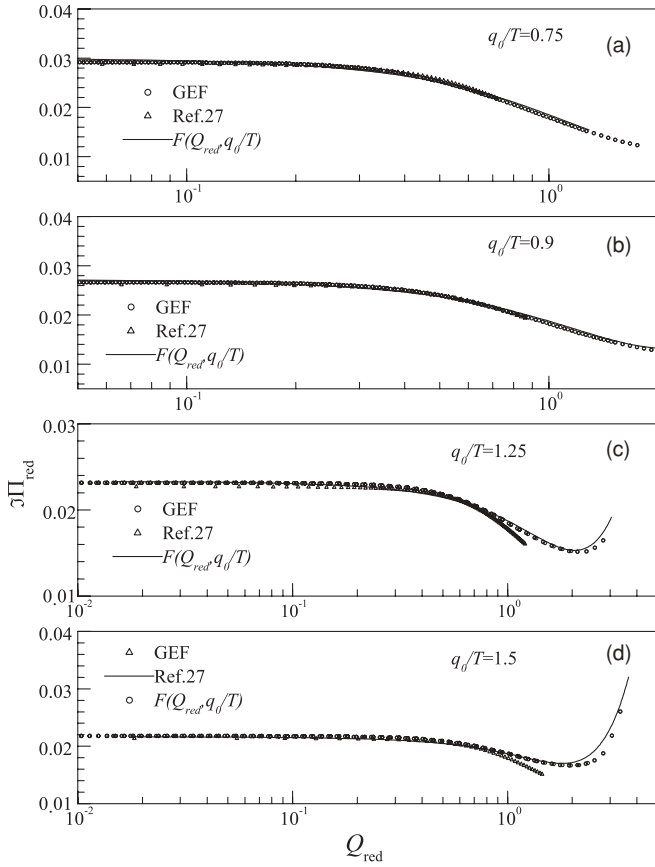 0.04
0.03
0.02
0.01
q0/T=0.75
(a)
GEF
Ref.27
F(Qred,q0/T)
10-1
100
0.04
0.03
0.02
0.01
q0/T=0.9
(b)
GEF
Ref.27
F(Qred,q0/T)
10-1
100
0.03
0.02
0.01
q0/T=1.25
(c)
GEF
Ref.27
F(Qred,q0/T)
10-2
10-1
100
ℑΠred
0.04
0.03
0.02
0.01
q0/T=1.5
(d)
GEF
Ref.27
F(Qred,q0/T)
10-2
10-1
100
Qred